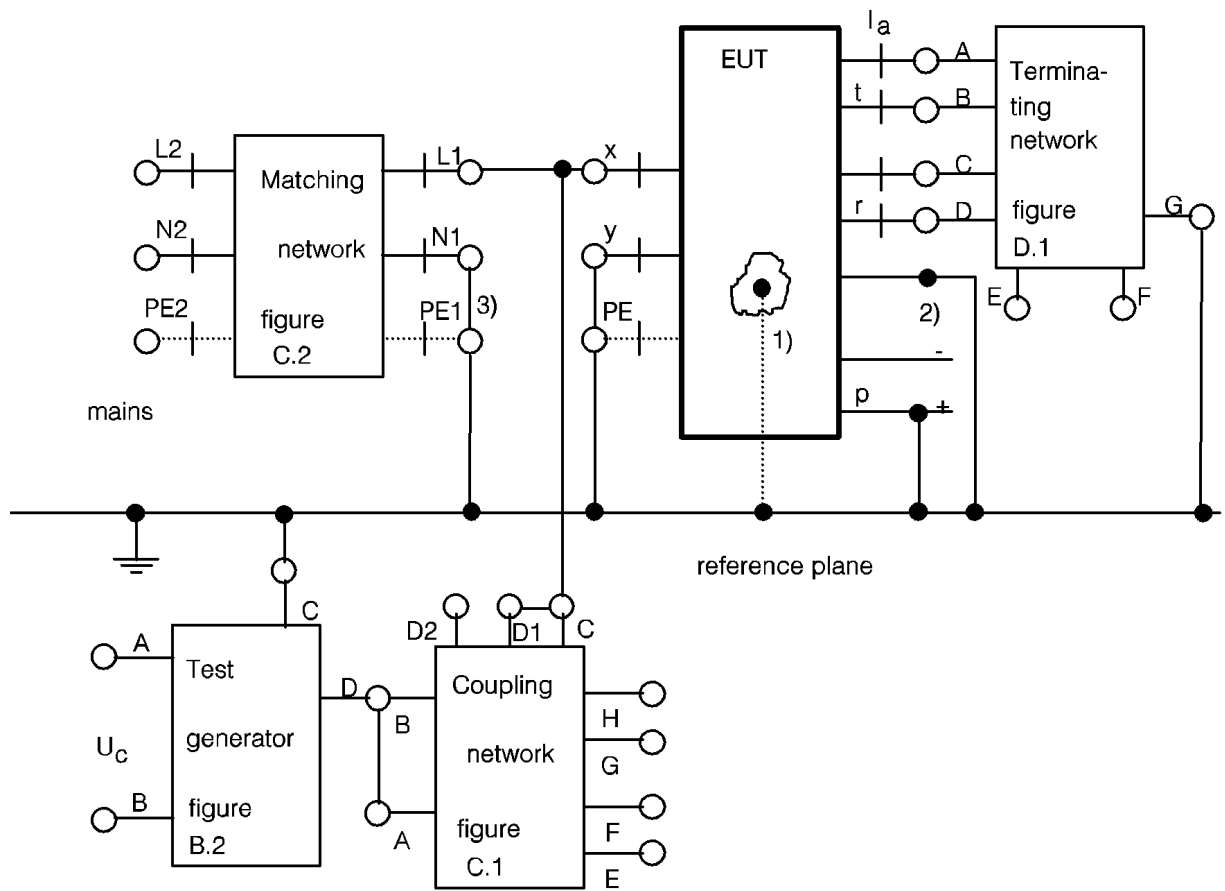 I a
EUT
A
Termina-
t
B
ting
network
L2
Matching
L1
x
C
r
D
figure
G
D.1
N2
network
N1
y
E
F
PE2
figure
PE1
3)
PE
1)
2)
C.2
-
mains
p
+
reference plane
C
D2
D1
C
A
Test
D
Coupling
B
H
Uc
generator
network
G
B
figure
figure
F
A
B.2
C.1
E